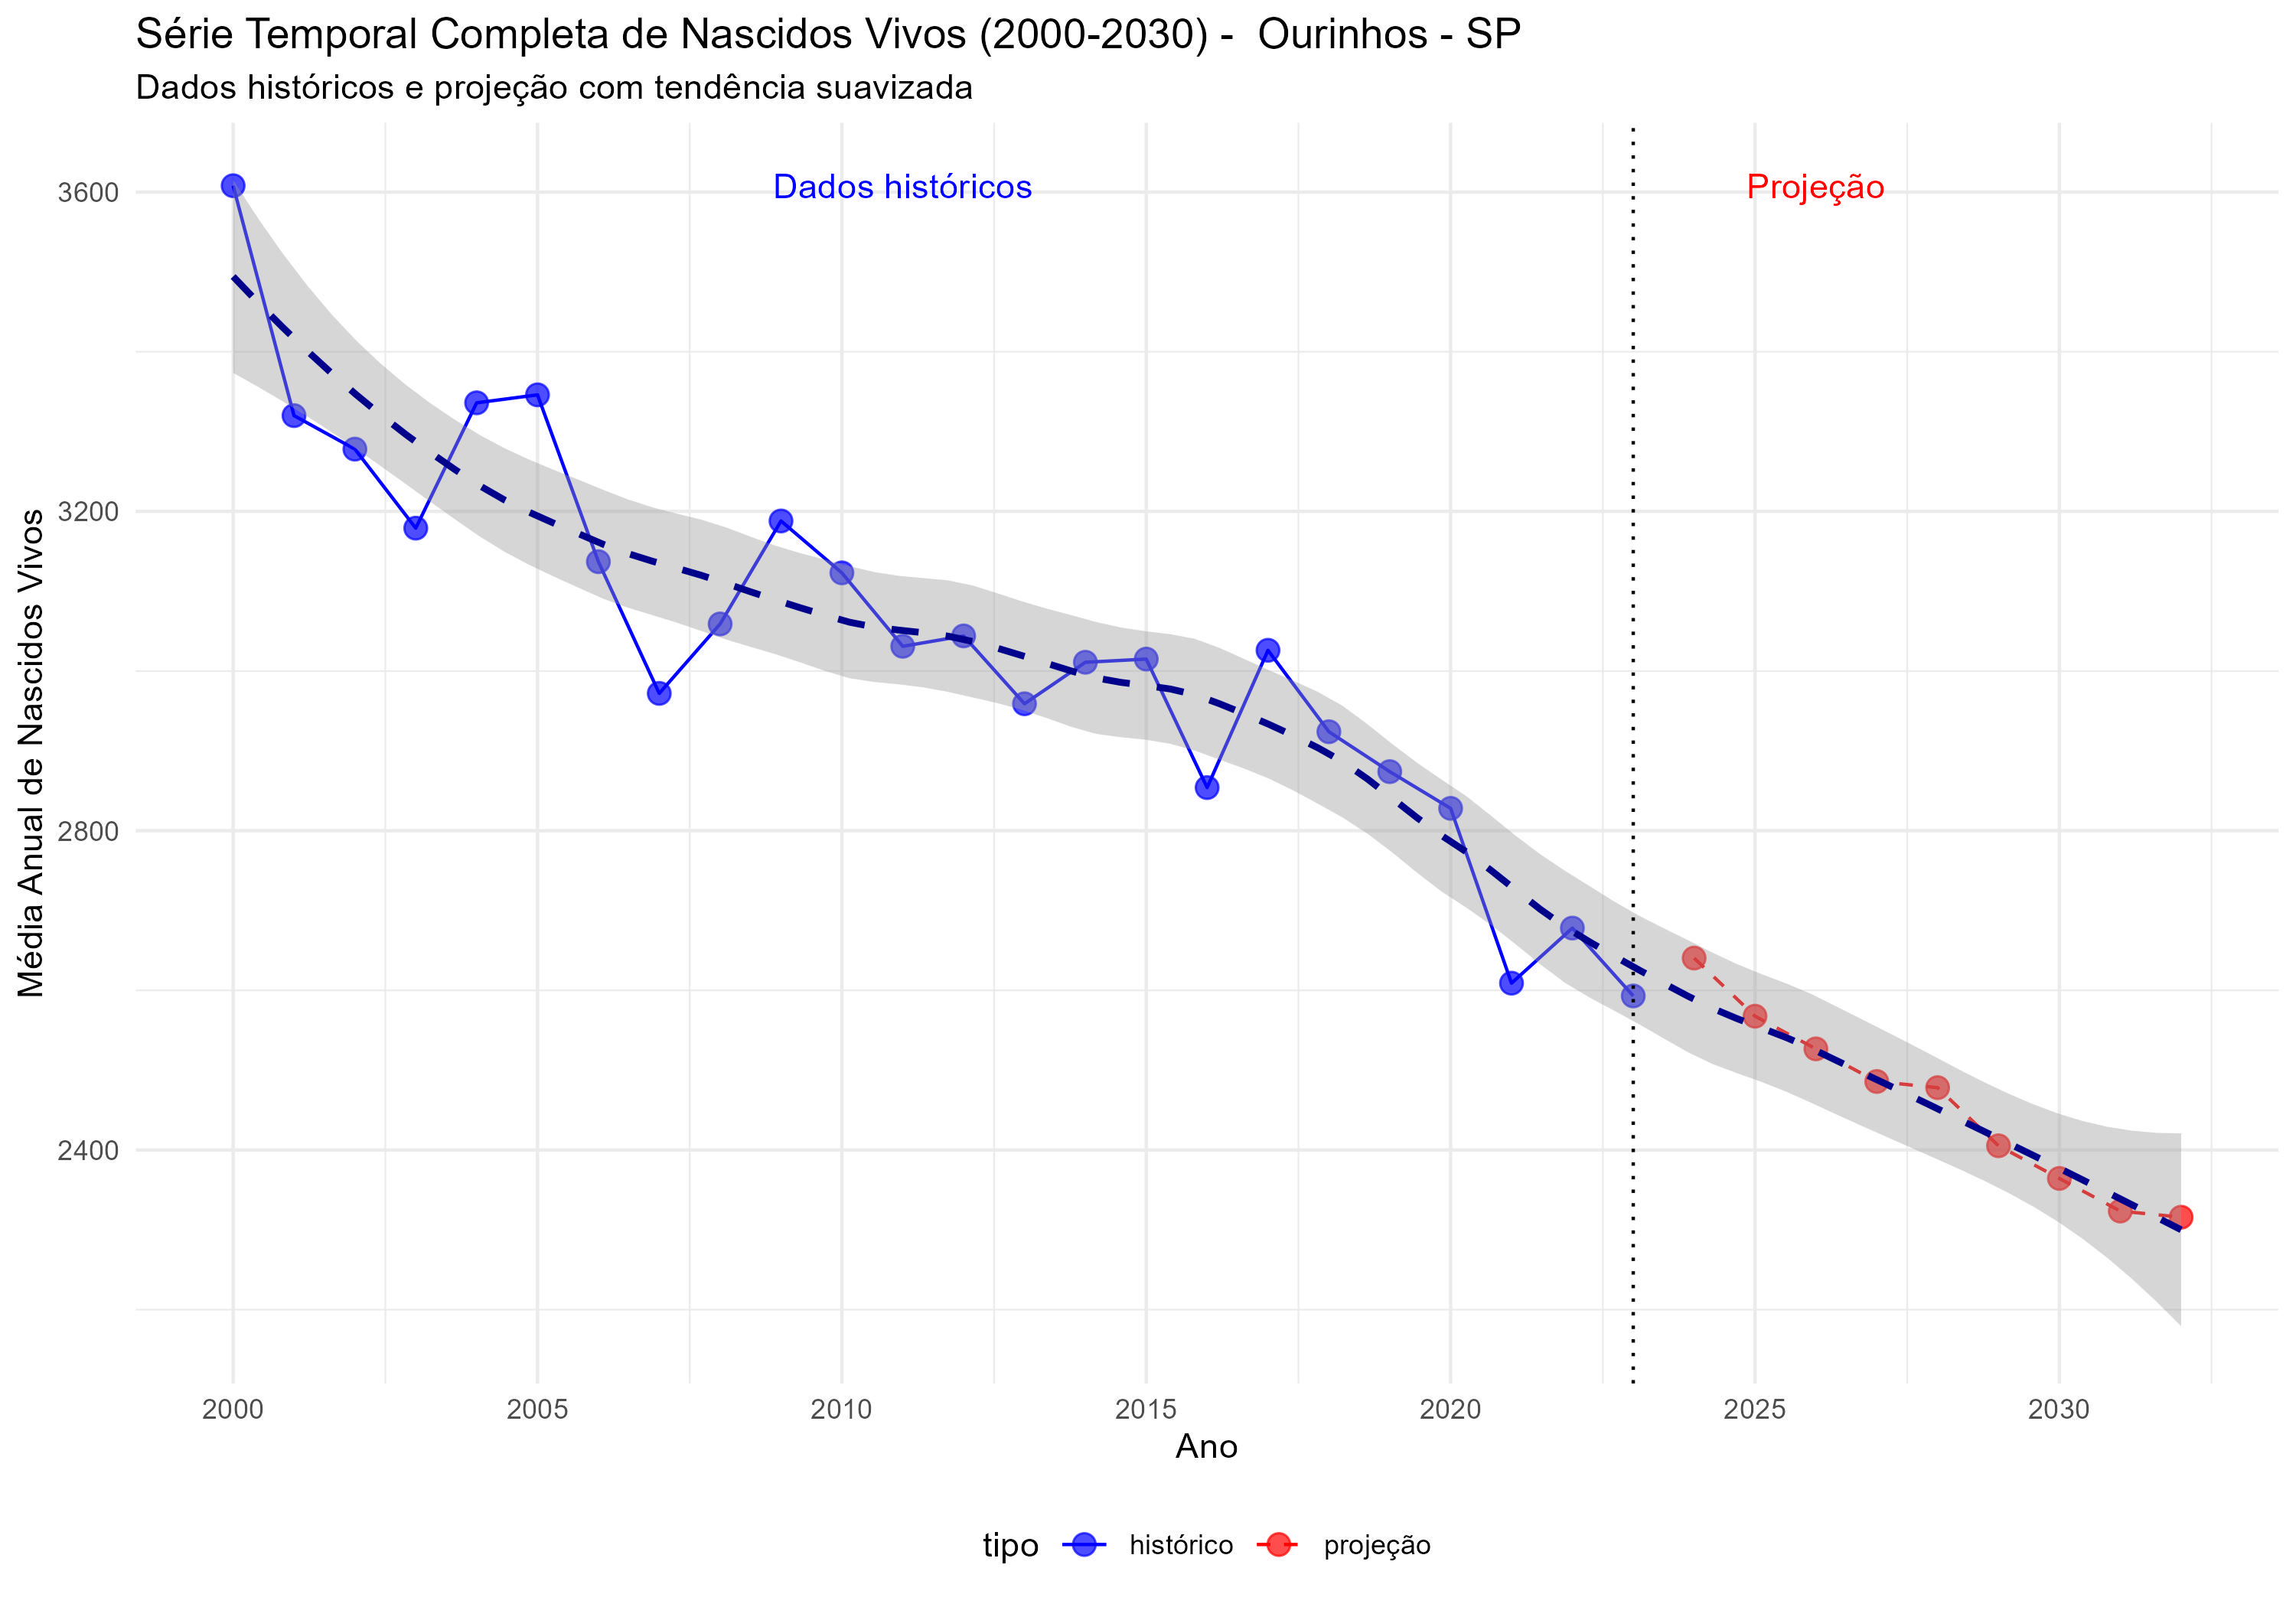 Série Temporal Completa de Nascidos Vivos (2000-2030) -  Ourinhos - SP
Dados históricos e projeção com tendência suavizada
Dados históricos
Projeção
Média Anual de Nascidos Vivos
3600
3200
2800
2400
2000
2005
2010
2015
2020
2025
2030
Ano
tipo
histórico
projeção